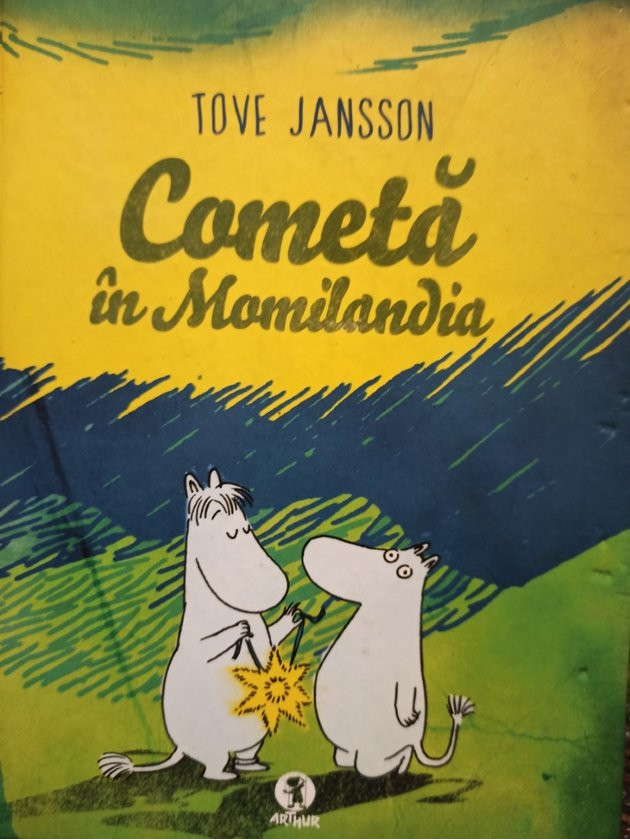 TOVE JANSSON
Cometă
în Momilandia
ARTHUR